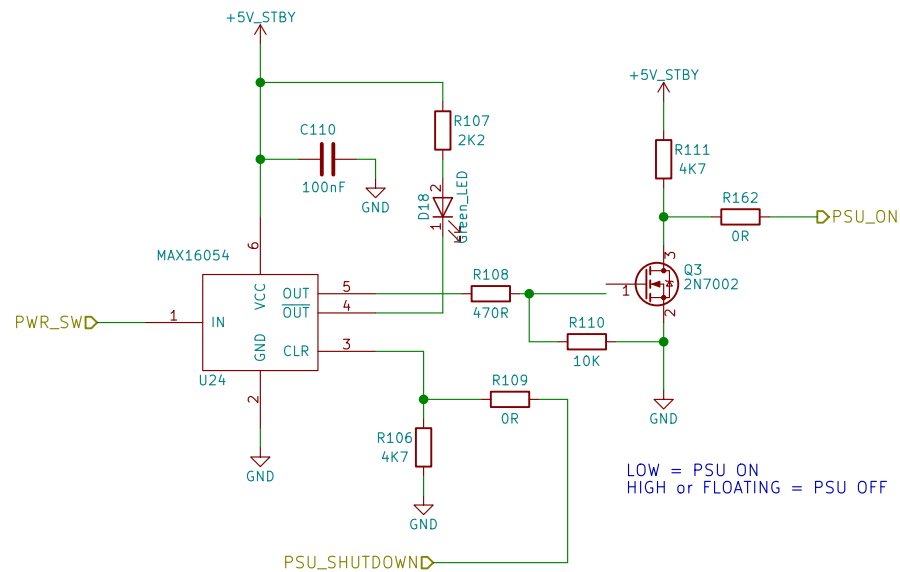 +5V_STBY
+5V_STBY
R107
2K2
C110
100nF
GND
R111
4K7
2
D18
Green_LED
1
R162
0R
PSU_ON
MAX16054
6
VCC
3
Q3
2N7002
1
2
OUT
5
R108
470R
OUT
4
PWR_SW
1
IN
R110
10K
GND
CLR
3
U24
2
R109
0R
GND
R106
4K7
GND
LOW = PSU ON
HIGH or FLOATING = PSU OFF
GND
PSU_SHUTDOWN